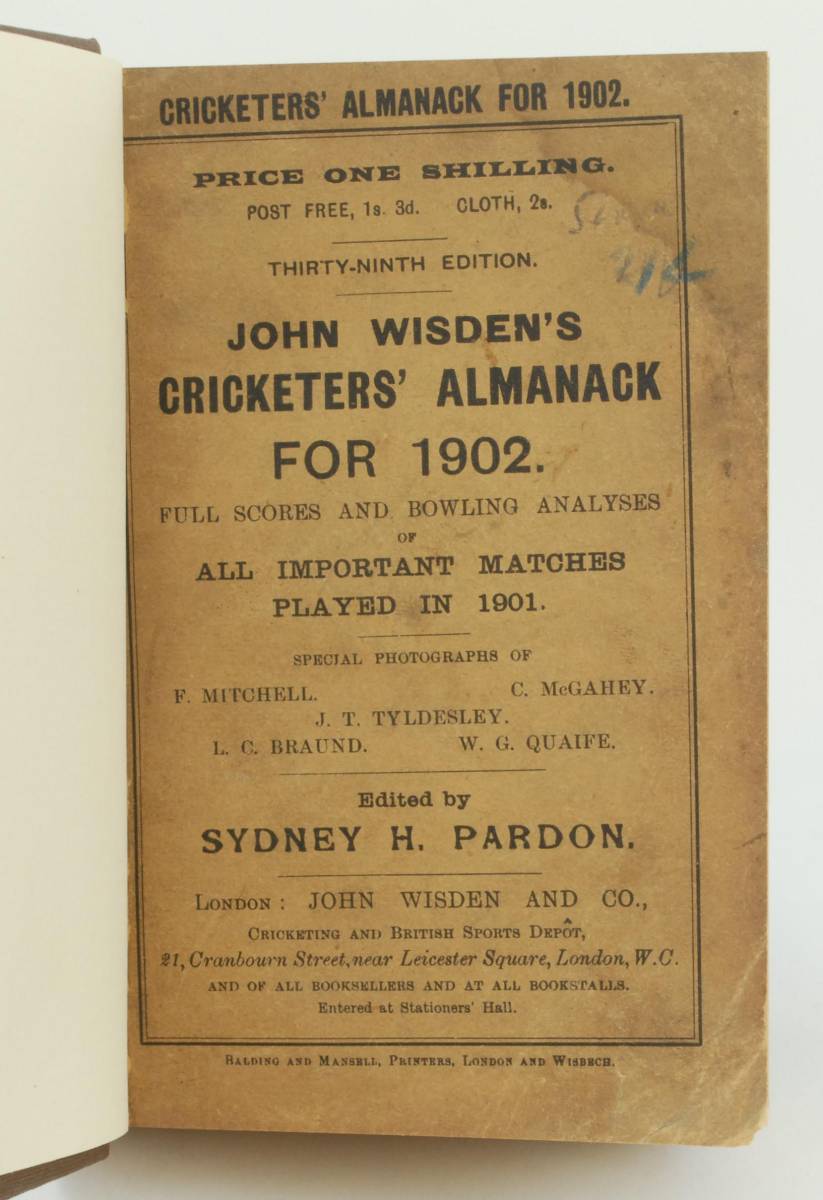 CRICKETERS' ALMANACK FOR 1902.
PRICE ONE SHILLING.
POST FREE, 1s. 3d. CLOTH, 2s.
THIRTY-NINTH EDITION.
JOHN WISDEN'S
CRICKETERS' ALMANACK
FOR 1902.
FULL SCORES AND BOWLING ANALYSES
OF
ALL IMPORTANT MATCHES
PLAYED IN 1901.
SPECIAL PHOTOGRAPHS OF
F. MITCHELL. C. McGAHEY.
J. T. TYLDESLEY.
L. C. BRAUND. W. G. QUAIFE.
Edited by
SYDNEY H. PARDON.
LONDON: JOHN WISDEN AND CO.,
CRICKETING AND BRITISH SPORTS DEPÔT,
21, Cranbourn Street, near Leicester Square, London, W.C.
AND OF ALL BOOKSELLERS AND AT ALL BOOKSTALLS.
Entered at Stationers' Hall.
BALDING AND MANSELL, PRINTERS, LONDON AND WISBECH.